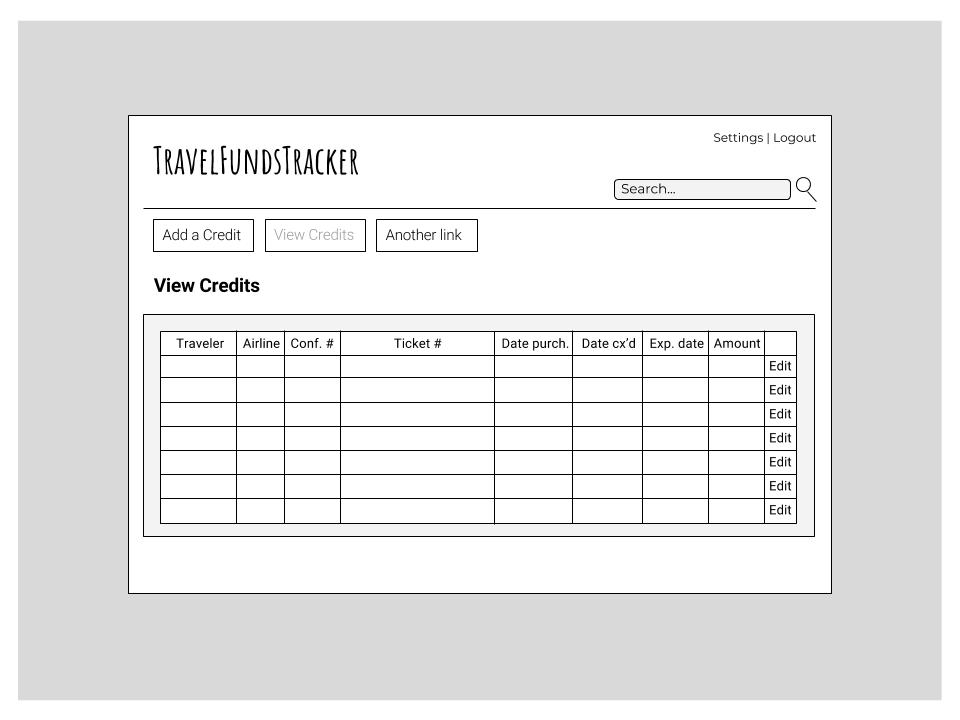 TravelFundsTracker
Settings | Logout
Search...
Add a Credit View Credits Another link
View Credits
Traveler Airline Conf. # Ticket # Date purch. Date cx’d Exp. date Amount
Edit
Edit
Edit
Edit
Edit
Edit
Edit